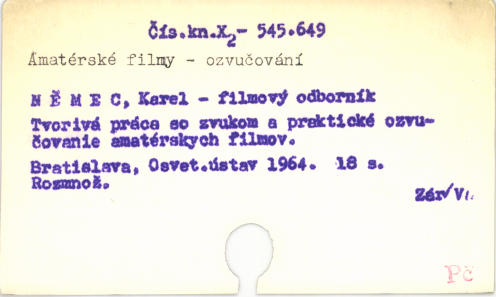 Čís.kn.X2- 545.649
Amatérské filmy - ozvučování
N Ě M E C, Karel - filmový odborník
Tvorivá práca so zvukom a praktické ozvu-
čovanie amatérskych filmov.
Bratislava, Osvet.ústav 1964. 18 s.
Rozmnož.
Zár/V
Pč